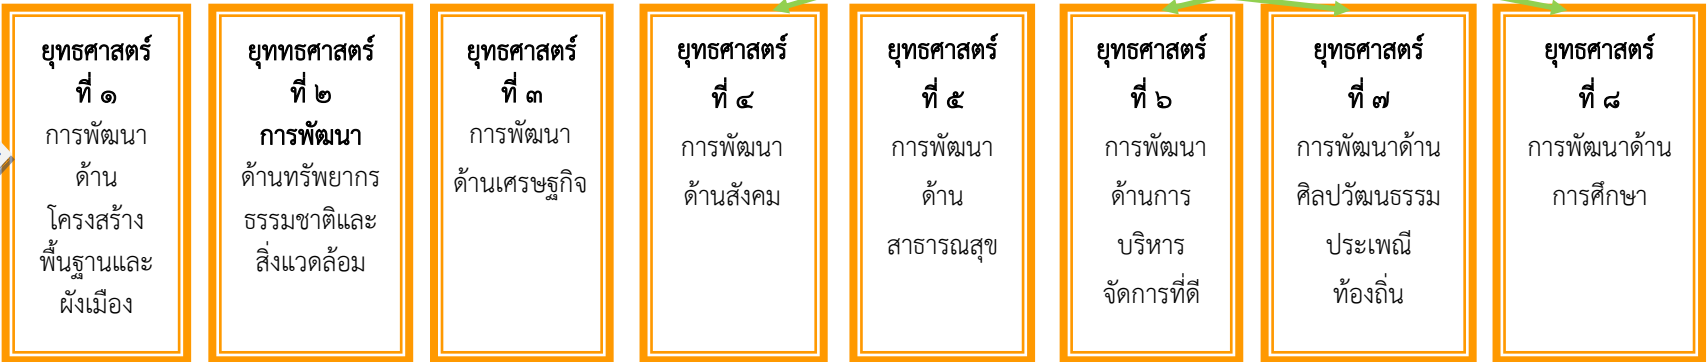 ยุทธศาสตร์
ที่ ๑
การพัฒนา
ด้าน
โครงสร้าง
พื้นฐานและ
ผังเมือง
ยุททธศาสตร์
ที่ ๒
การพัฒนา
ด้านทรัพยากร
ธรรมชาติและ
สิ่งแวดล้อม
ยุทธศาสตร์
ที่ ๓
การพัฒนา
ด้านเศรษฐกิจ
ยุทธศาสตร์
ที่ ๔
การพัฒนา
ด้านสังคม
ยุทธศาสตร์
ที่ ๕
การพัฒนา
ด้าน
สาธารณสุข
ยุทธศาสตร์
ที่ ๖
การพัฒนา
ด้านการ
บริหาร
จัดการที่ดี
ยุทธศาสตร์
ที่ ๗
การพัฒนาด้าน
ศิลปวัฒนธรรม
ประเพณี
ท้องถิ่น
ยุทธศาสตร์
ที่ ๘
การพัฒนาด้าน
การศึกษา